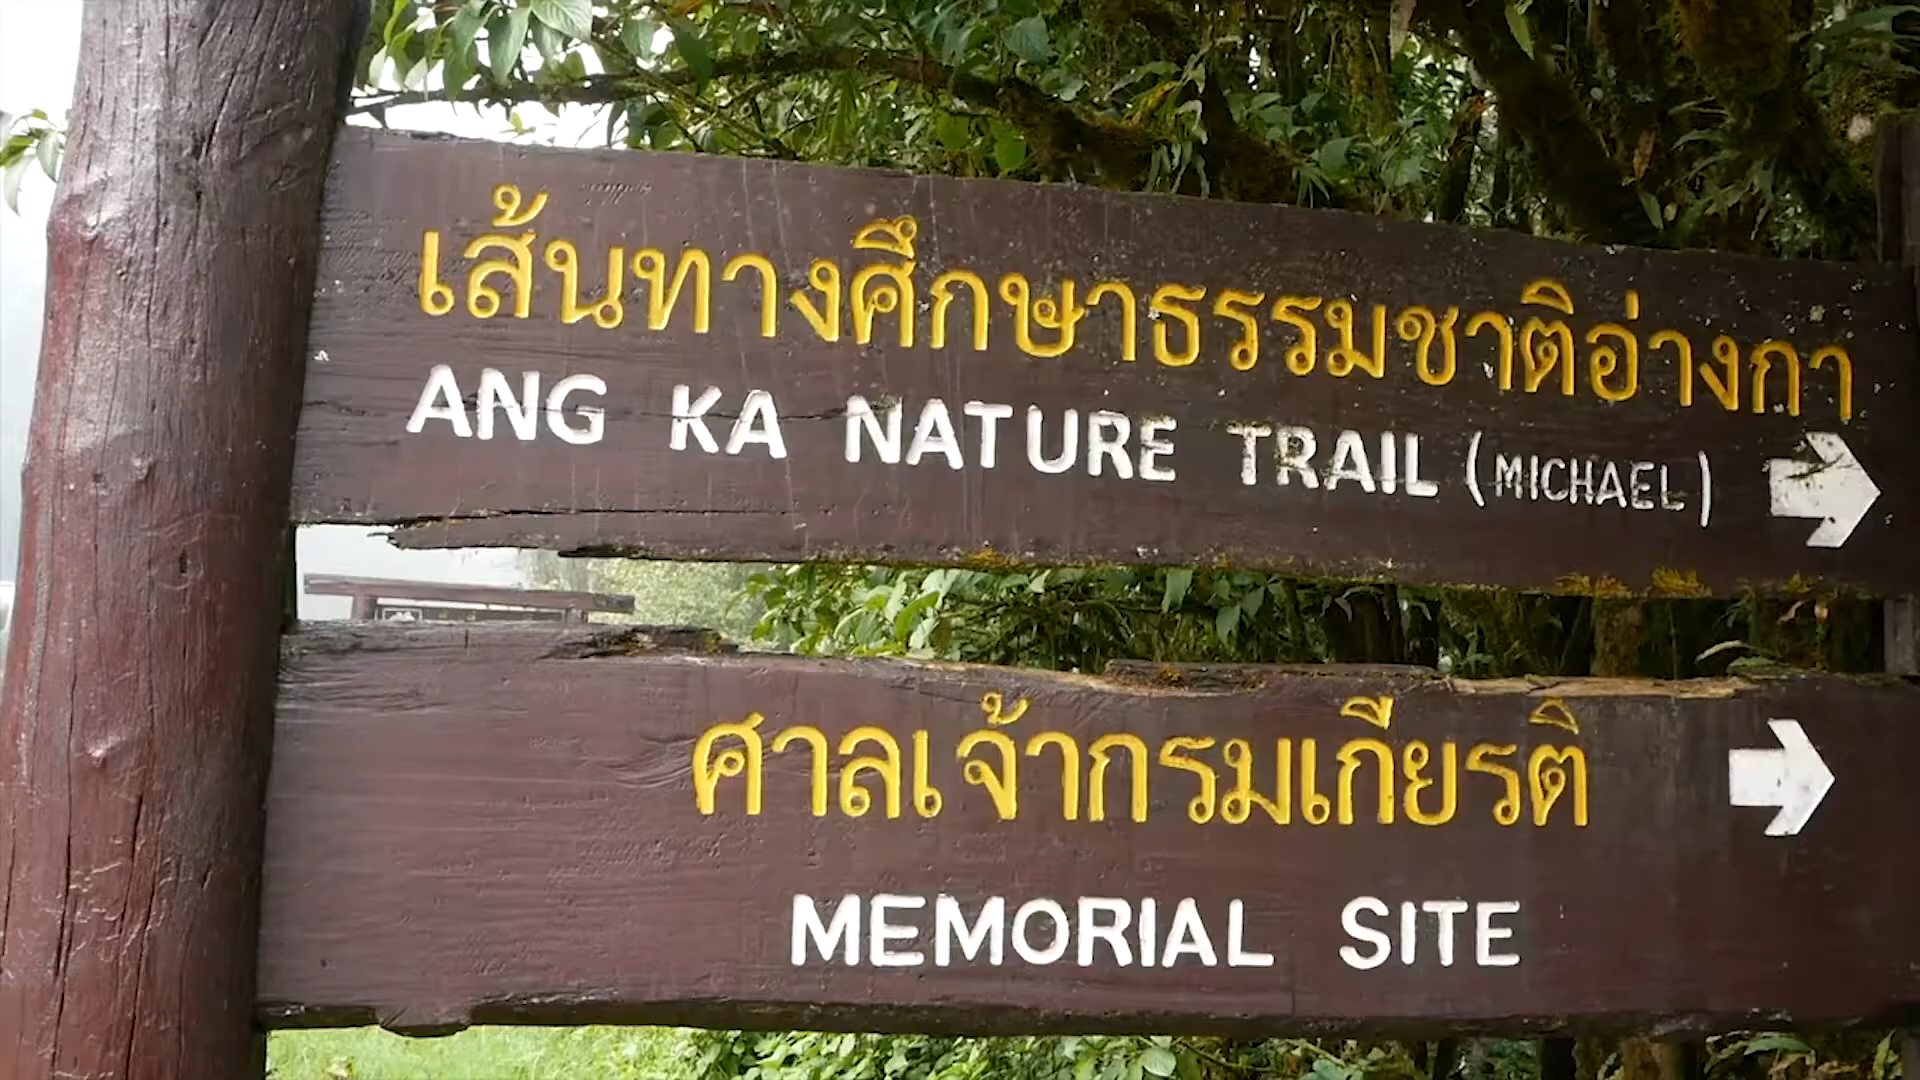 เส้นทางศึกษาธรรมชาติอ่างกา
ANG KA NATURE TRAIL (MICHAEL)
ศาลเจ้ากรมเกียรติ
MEMORIAL SITE